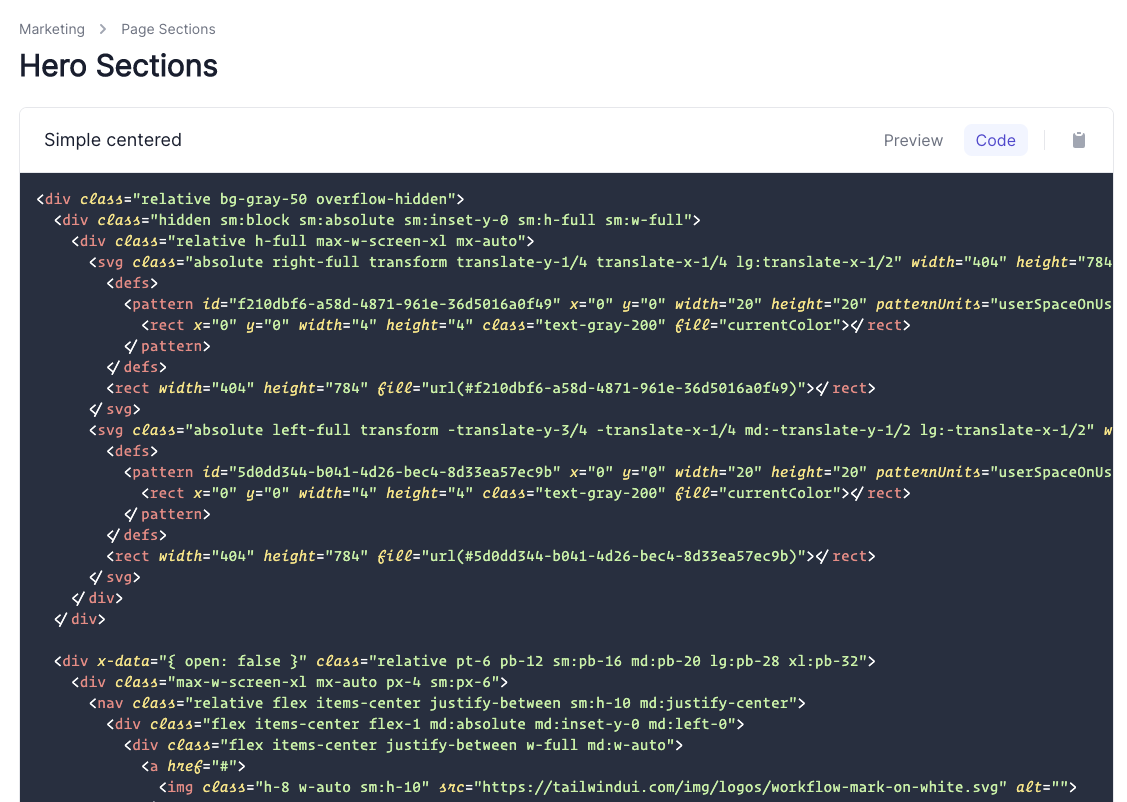 Marketing > Page Sections
Hero Sections
Simple centered Preview Code
<div class="relative bg-gray-50 overflow-hidden">
<div class="hidden sm:block sm:absolute sm:inset-y-0 sm:h-full sm:w-full">
<div class="relative h-full max-w-screen-xl mx-auto">
<svg class="absolute right-full transform translate-y-1/4 translate-x-1/4 lg:translate-x-1/2" width="404" height="784
<defs>
<pattern id="f210dbf6-a58d-4871-961e-36d5016a0f49" x="0" y="0" width="20" height="20" patternUnits="userSpaceOnUs
<rect x="0" y="0" width="4" height="4" class="text-gray-200" fill="currentColor"></rect>
</pattern>
</defs>
<rect width="404" height="784" fill="url(#f210dbf6-a58d-4871-961e-36d5016a0f49)"></rect>
</svg>
<svg class="absolute left-full transform -translate-y-3/4 -translate-x-1/4 md:-translate-y-1/2 lg:-translate-x-1/2" w
<defs>
<pattern id="5d0dd344-b041-4d26-bec4-8d33ea57ec9b" x="0" y="0" width="20" height="20" patternUnits="userSpaceOnUs
<rect x="0" y="0" width="4" height="4" class="text-gray-200" fill="currentColor"></rect>
</pattern>
</defs>
<rect width="404" height="784" fill="url(#5d0dd344-b041-4d26-bec4-8d33ea57ec9b)"></rect>
</svg>
</div>
</div>
<div x-data="{ open: false }" class="relative pt-6 pb-12 sm:pb-16 md:pb-20 lg:pb-28 xl:pb-32">
<div class="max-w-screen-xl mx-auto px-4 sm:px-6">
<nav class="relative flex items-center justify-between sm:h-10 md:justify-center">
<div class="flex items-center flex-1 md:absolute md:inset-y-0 md:left-0">
<div class="flex items-center justify-between w-full md:w-auto">
<a href="#">
<img class="h-8 w-auto sm:h-10" src="https://tailwindui.com/img/logos/workflow-mark-on-white.svg" alt="">